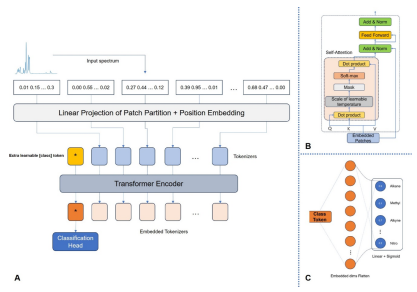 Input spectrum
0.01 0.15 ... 0.3
0.00 0.55 ... 0.02
0.27 0.44 ... 0.12
0.39 0.95 ... 0.01
...
0.68 0.47 ... 0.00
Linear Projection of Patch Partition + Position Embedding
Extra learnable [class] token
*
...
Tokenizers
Transformer Encoder
*
...
Embedded Tokenizers
Classification
Head
A
Add & Norm
Feed Forward
Add & Norm
Self-Attention
Dot product
Soft-max
Mask
Scale of learnable
temperature
Dot product
Q
K
V
Embedded
Patches
B
Class
Token
Alkane
Methyl
Alkyne
Nitro
Linear + Sigmoid
C